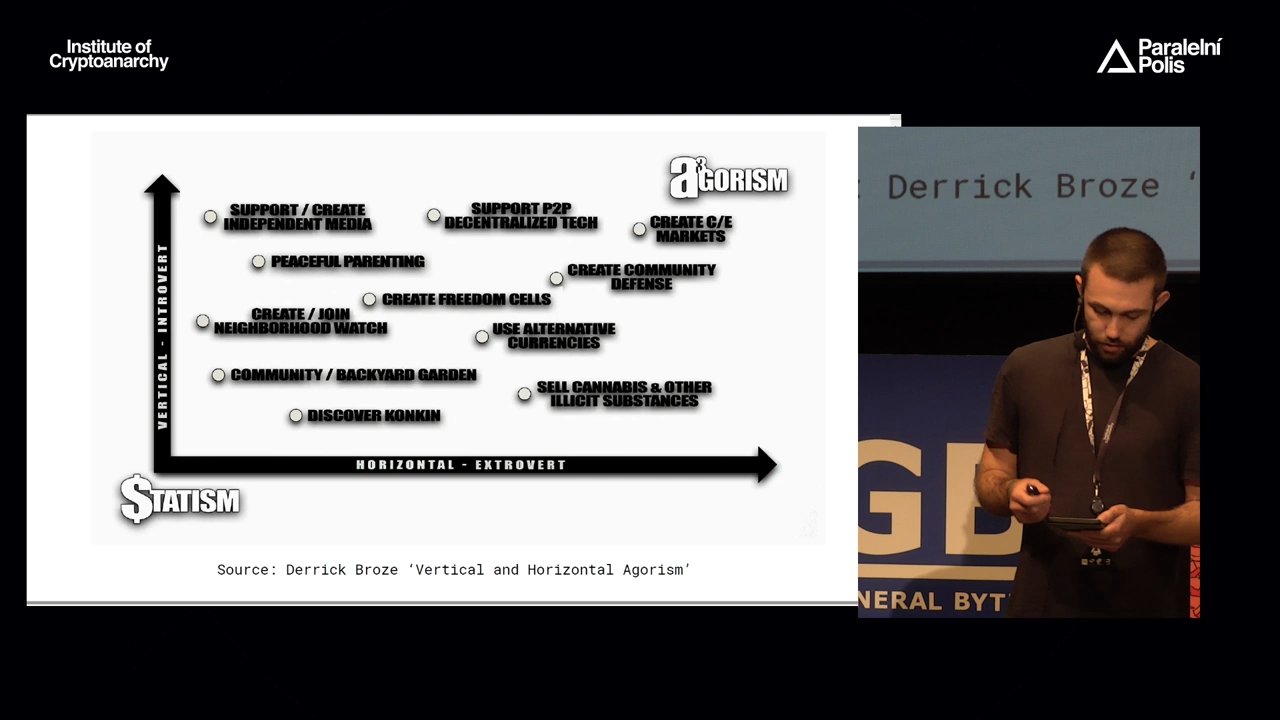 Institute of
Cryptoanarchy
Paralelní
Polis
a3GORISM
SUPPORT / CREATE
INDEPENDENT MEDIA
SUPPORT P2P
DECENTRALIZED TECH
CREATE C/E
MARKETS
PEACEFUL PARENTING
CREATE COMMUNITY
DEFENSE
CREATE FREEDOM CELLS
CREATE / JOIN
NEIGHBORHOOD WATCH
USE ALTERNATIVE
CURRENCIES
COMMUNITY / BACKYARD GARDEN
SELL CANNABIS & OTHER
ILLICIT SUBSTANCES
DISCOVER KONKIN
VERTICAL - INTROVERT
HORIZONTAL - EXTROVERT
$TATISM
Source: Derrick Broze ‘Vertical and Horizontal Agorism’
: Derrick Broze ‘
GB
NERAL BYT